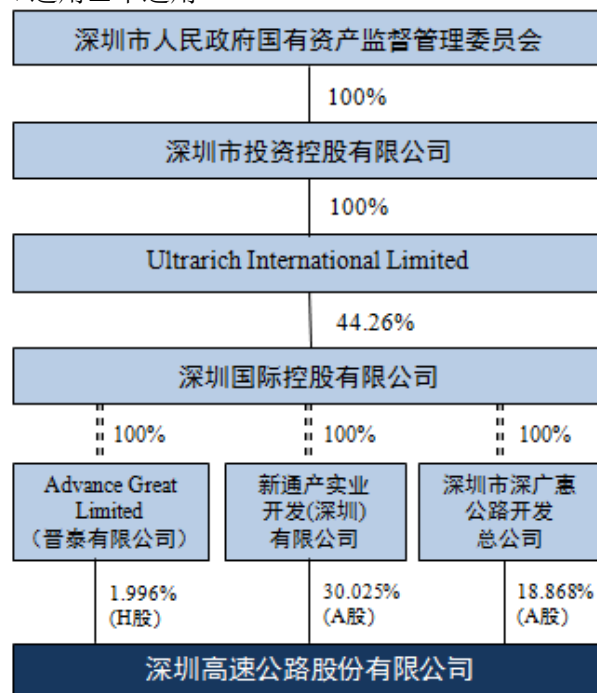 深圳市人民政府国有资产监督管理委员会
100%
深圳市投资控股有限公司
100%
Ultrarich International Limited
44.26%
深圳国际控股有限公司
100%
100%
100%
Advance Great
Limited
（晋泰有限公司）
新通产实业
开发(深圳)
有限公司
深圳市深广惠
公路开发
总公司
1.996%
(H股)
30.025%
(A股)
18.868%
(A股)
深圳高速公路股份有限公司